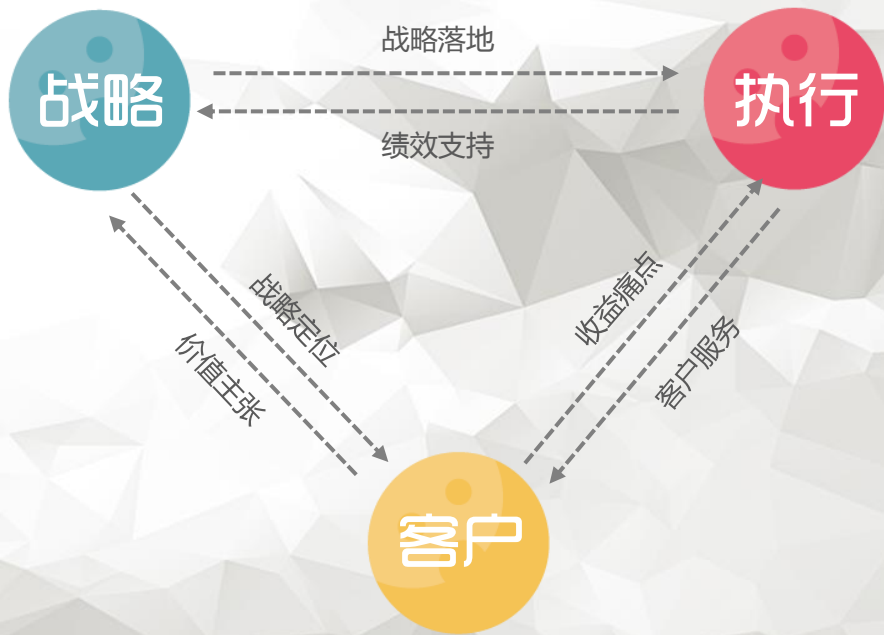 战略落地
战略
执行
绩效支持
战略定位
收益痛点
价值主张
客户服务
客户